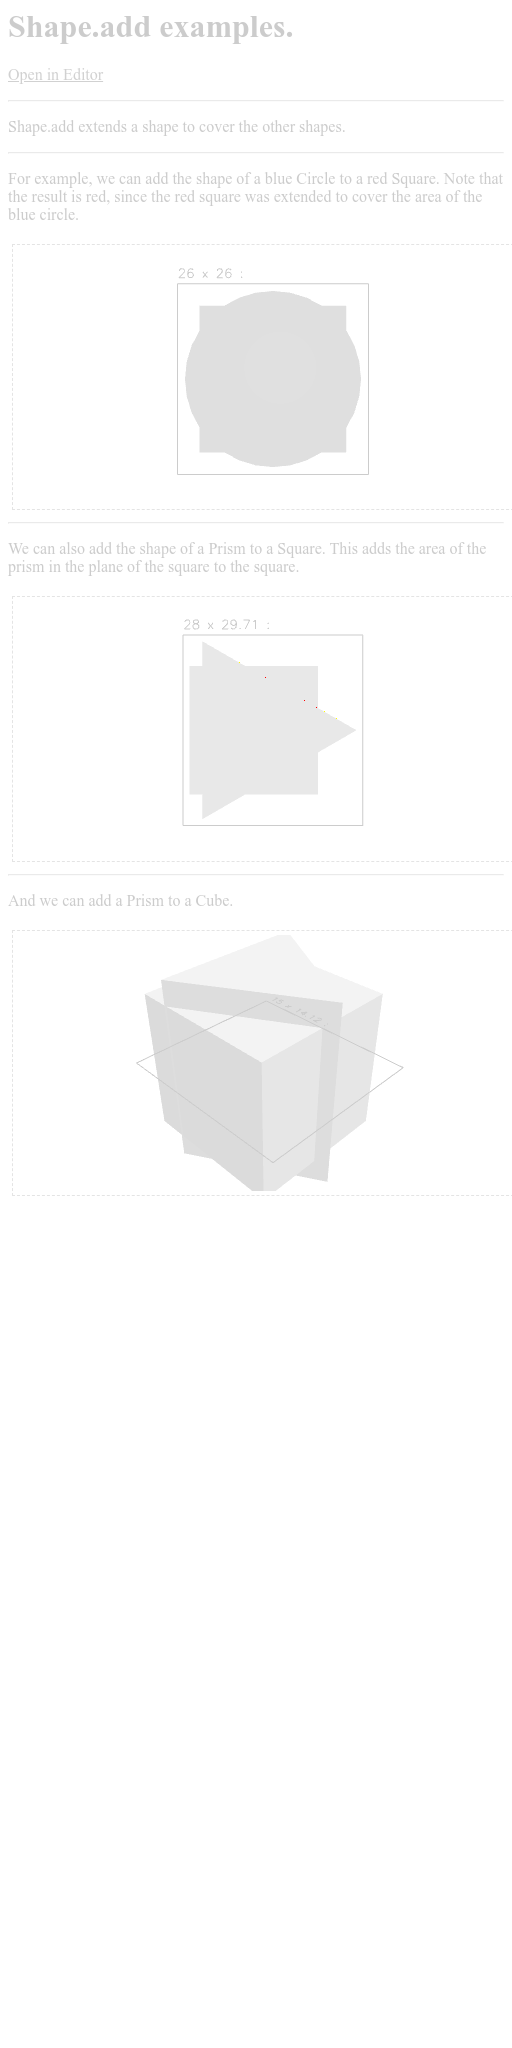 Shape.add examples.
Open in Editor
Shape.add extends a shape to cover the other shapes.
For example, we can add the shape of a blue Circle to a red Square. Note that
the result is red, since the red square was extended to cover the area of the
blue circle.
26 x 26 :
We can also add the shape of a Prism to a Square. This adds the area of the
prism in the plane of the square to the square.
28 x 29.71 :
And we can add a Prism to a Cube.